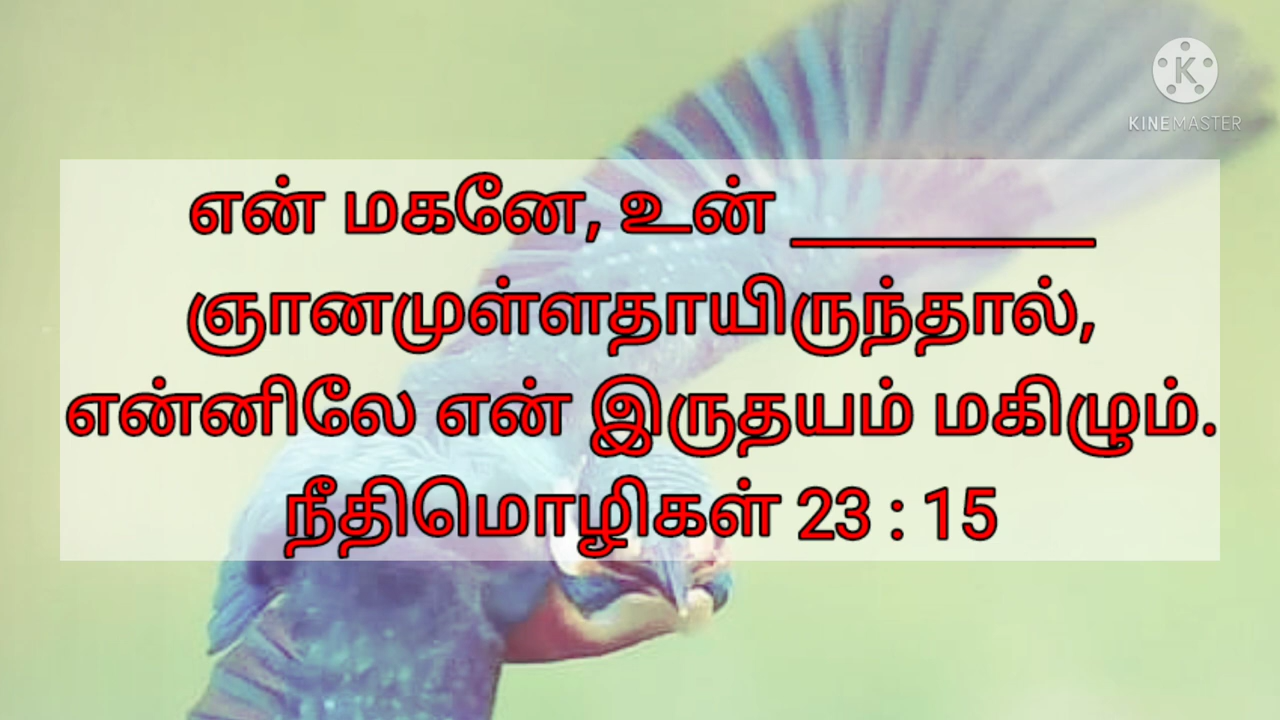 KINEMASTER
என் மகனே, உன் ________
ஞானமுள்ளதாயிருந்தால்,
என்னிலே என் இருதயம் மகிழும்.
நீதிமொழிகள் 23 : 15